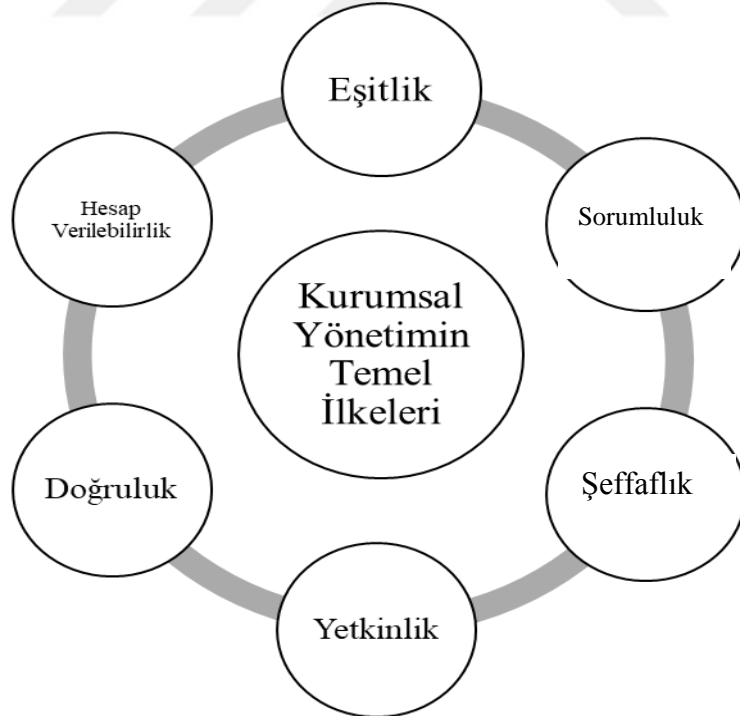 Eşitlik
Hesap
Verilebilirlik
Sorumluluk
Kurumsal
Yönetimin
Temel
İlkeleri
Doğruluk
Şeffaflık
Yetkinlik